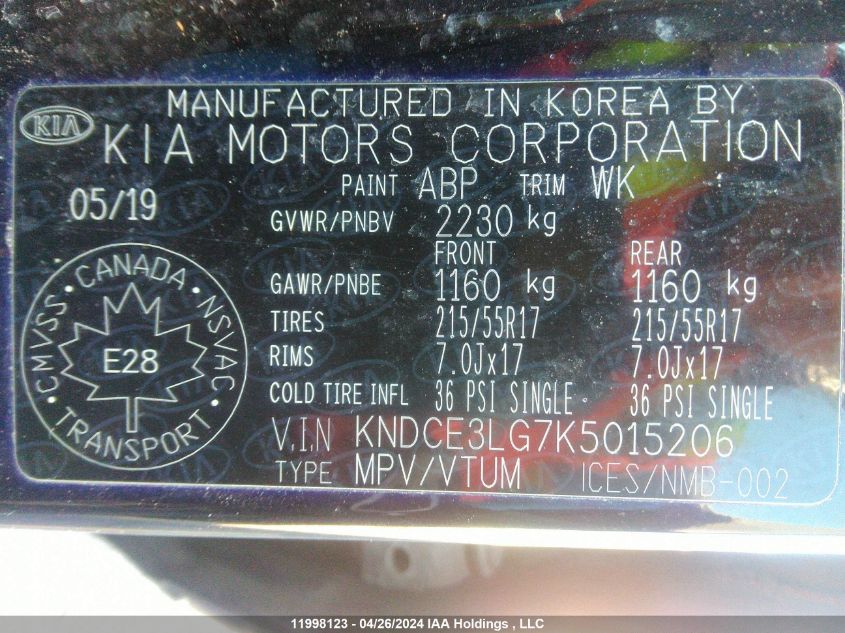 MANUFACTURED IN KOREA BY
KIA
KIA MOTORS CORPORATION
PAINT ABP TRIM WK
05/19
GVWR/PNBV 2230 kg
FRONT REAR
GAWR/PNBE 1160 kg 1160 kg
TIRES 215/55R17 215/55R17
RIMS 7.0Jx17 7.0Jx17
COLD TIRE INFL 36 PSI SINGLE 36 PSI SINGLE
V.I.N KNDCE3LG7K5015206
TYPE MPV/VTUM ICES/NMB-002
CMVSS · CANADA · NSVAC · TRANSPORT ·
E28
11998123 - 04/26/2024 IAA Holdings , LLC